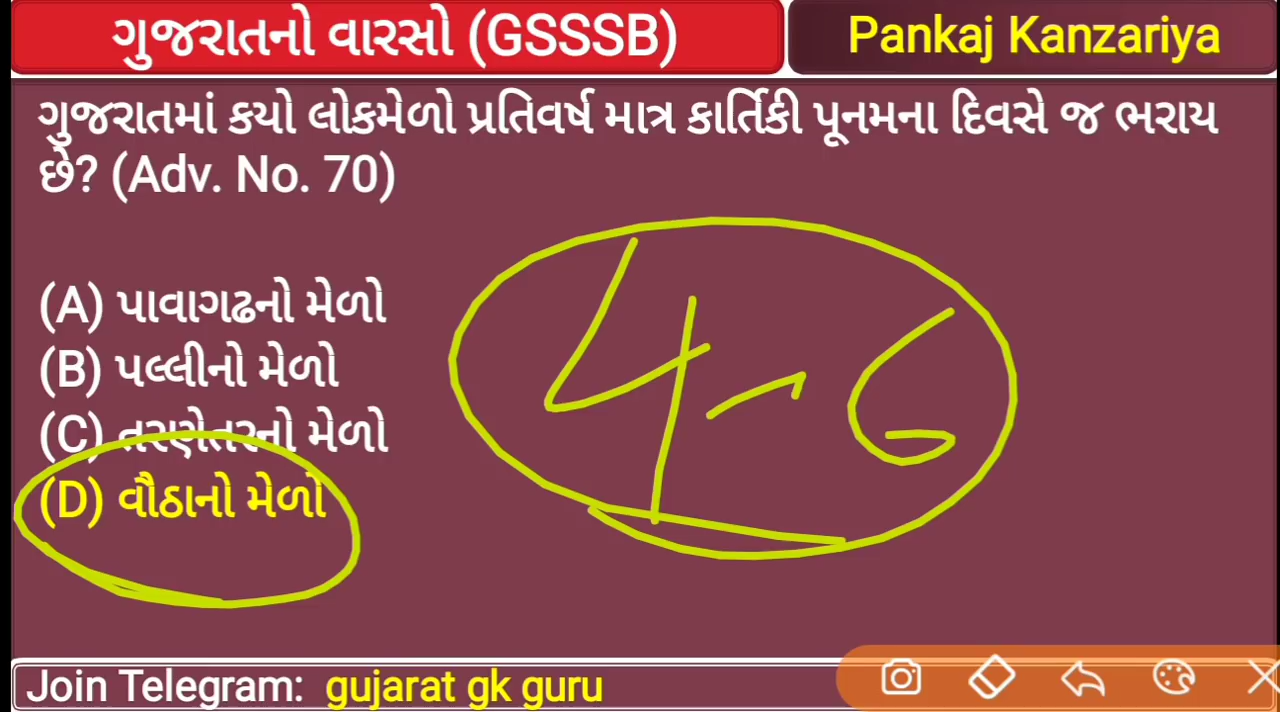 ગુજરાતનો વારસો (GSSSB)
Pankaj Kanzariya
ગુજરાતમાં કયો લોકમેળો પ્રતિવર્ષ માત્ર કાર્તિકી પૂનમના દિવસે જ ભરાય
છે? (Adv. No. 70)
(A) પાવાગઢનો મેળો
(B) પલ્લીનો મેળો
(C) તરણેતરનો મેળો
(D) વૌઠાનો મેળો
4-6
Join Telegram: gujarat gk guru